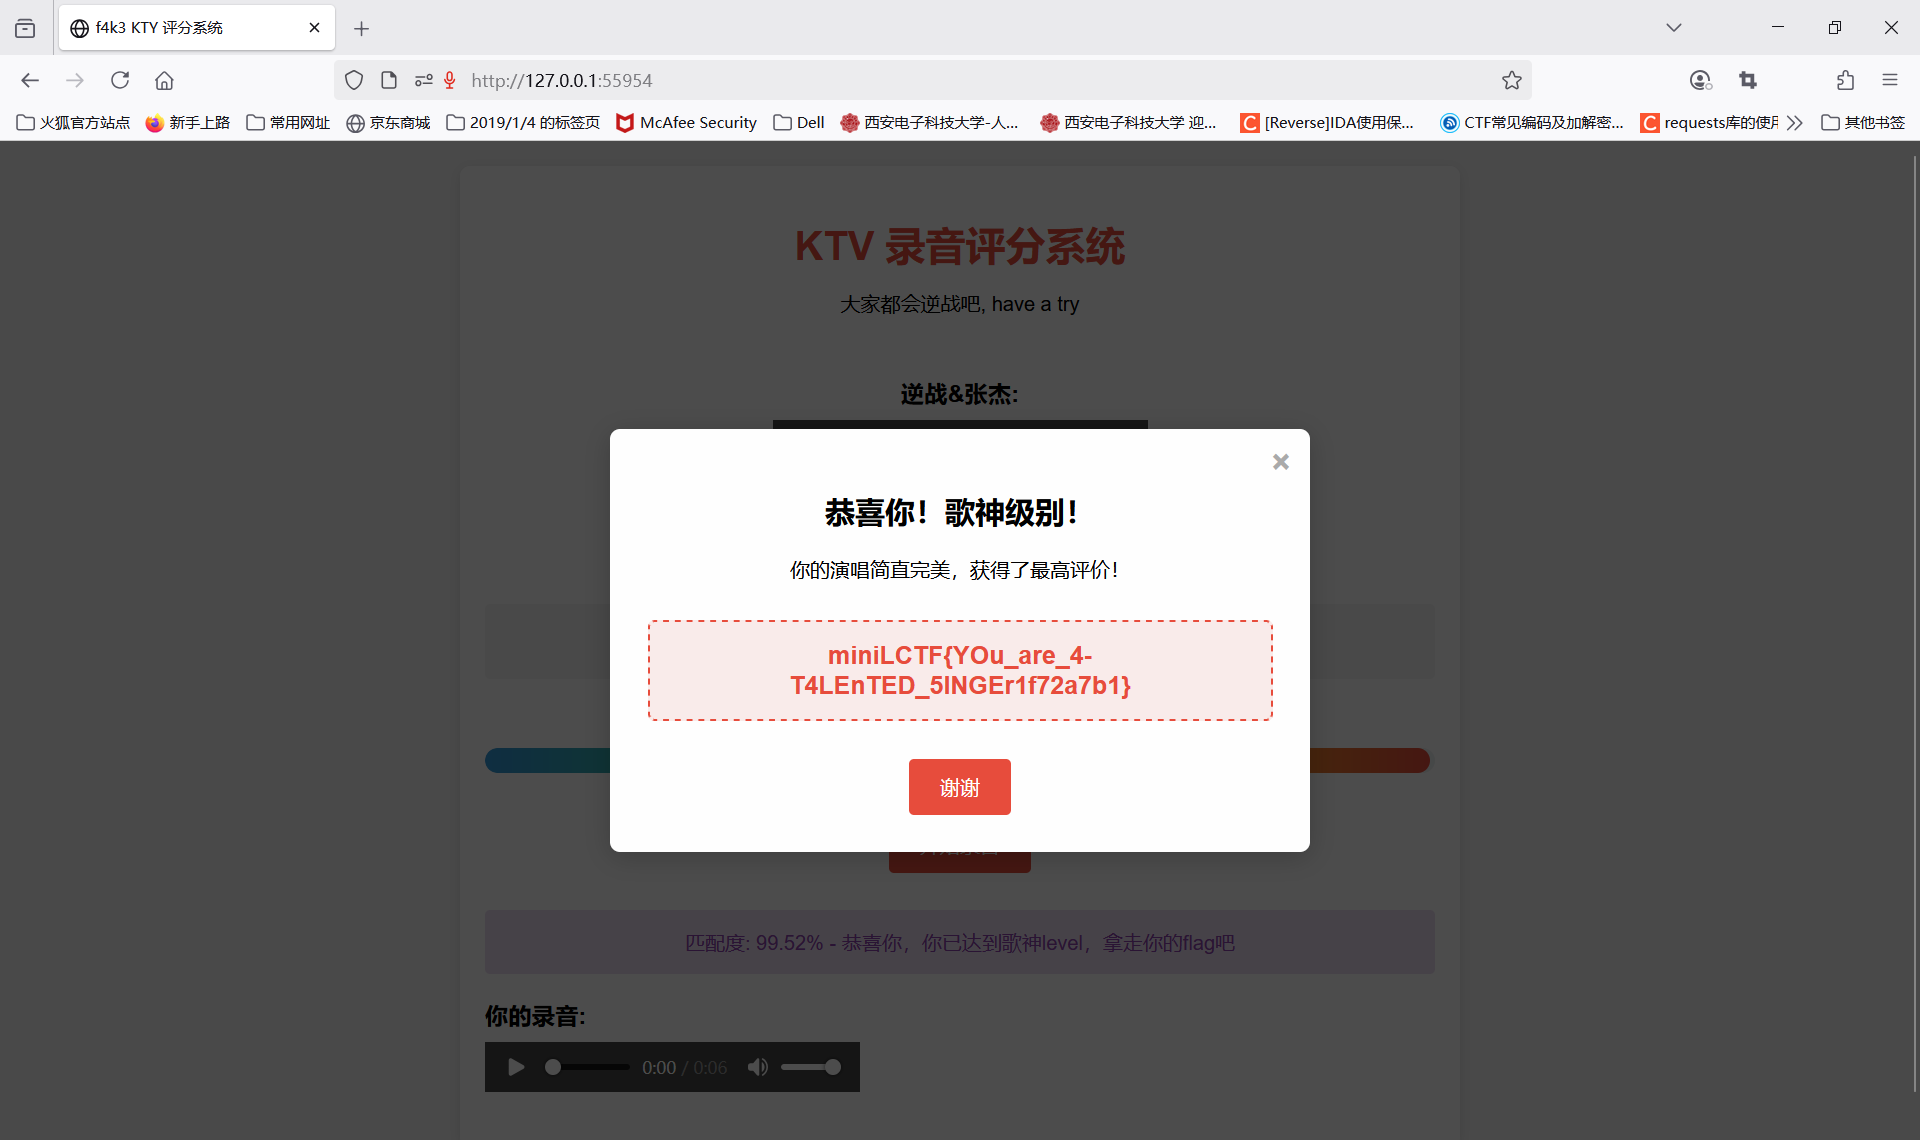 f4k3 KTY 评分系统
http://127.0.0.1:55954
火狐官方站点
新手上路
常用网址
京东商城
2019/1/4 的标签页
McAfee Security
Dell
西安电子科技大学-人...
西安电子科技大学 迎...
[Reverse]IDA使用保...
CTF常见编码及加解密...
requests库的使用
其他书签
KTV 录音评分系统
大家都会逆战吧, have a try
逆战&张杰:
恭喜你！歌神级别！
你的演唱简直完美，获得了最高评价！
miniLCTF{YOu_are_4-
T4LEnTED_5INGEr1f72a7b1}
谢谢
匹配度: 99.52% - 恭喜你，你已达到歌神level，拿走你的flag吧
你的录音:
0:00 / 0:06